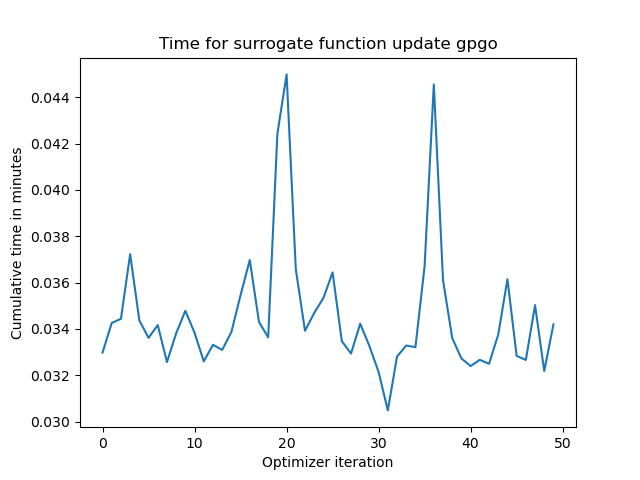 Time for surrogate function update gpgo
Cumulative time in minutes
0.044
0.042
0.040
0.038
0.036
0.034
0.032
0.030
0 10 20 30 40 50
Optimizer iteration